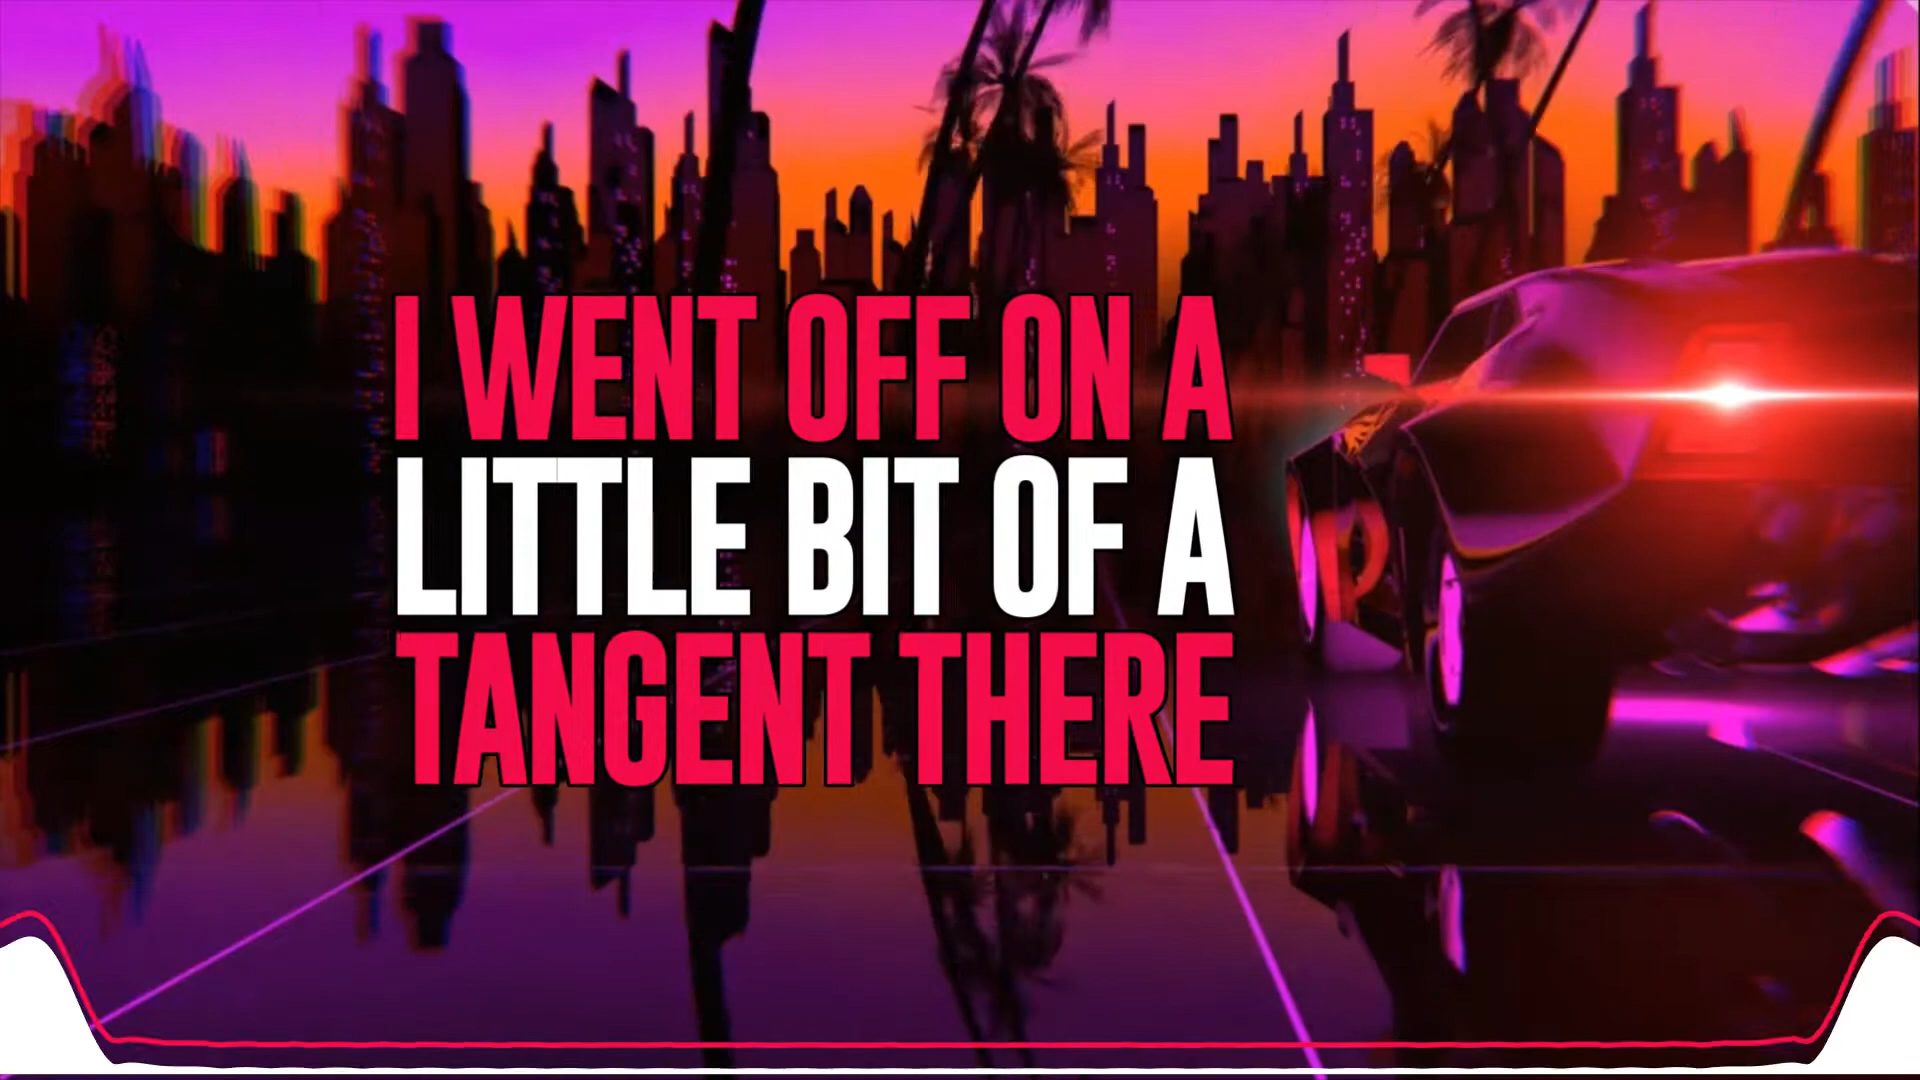 I WENT OFF ON A
LITTLE BIT OF A
TANGENT THERE